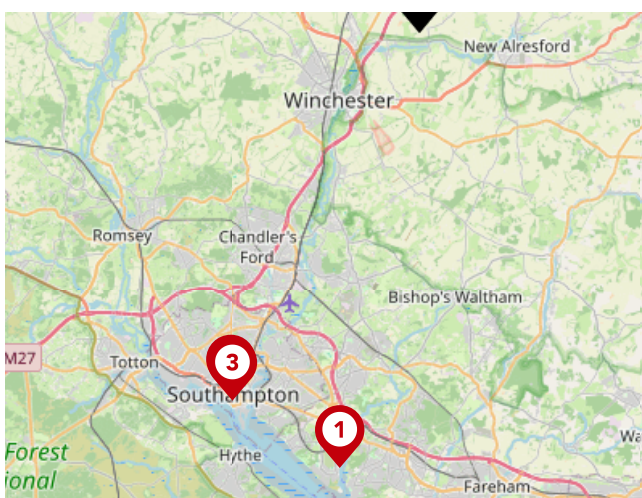 New Alresford
Winchester
Romsey
Chandler's
Ford
Bishop's Waltham
M27
Totton
3
Southampton
1
Forest
ional
Hythe
Wa
Fareham